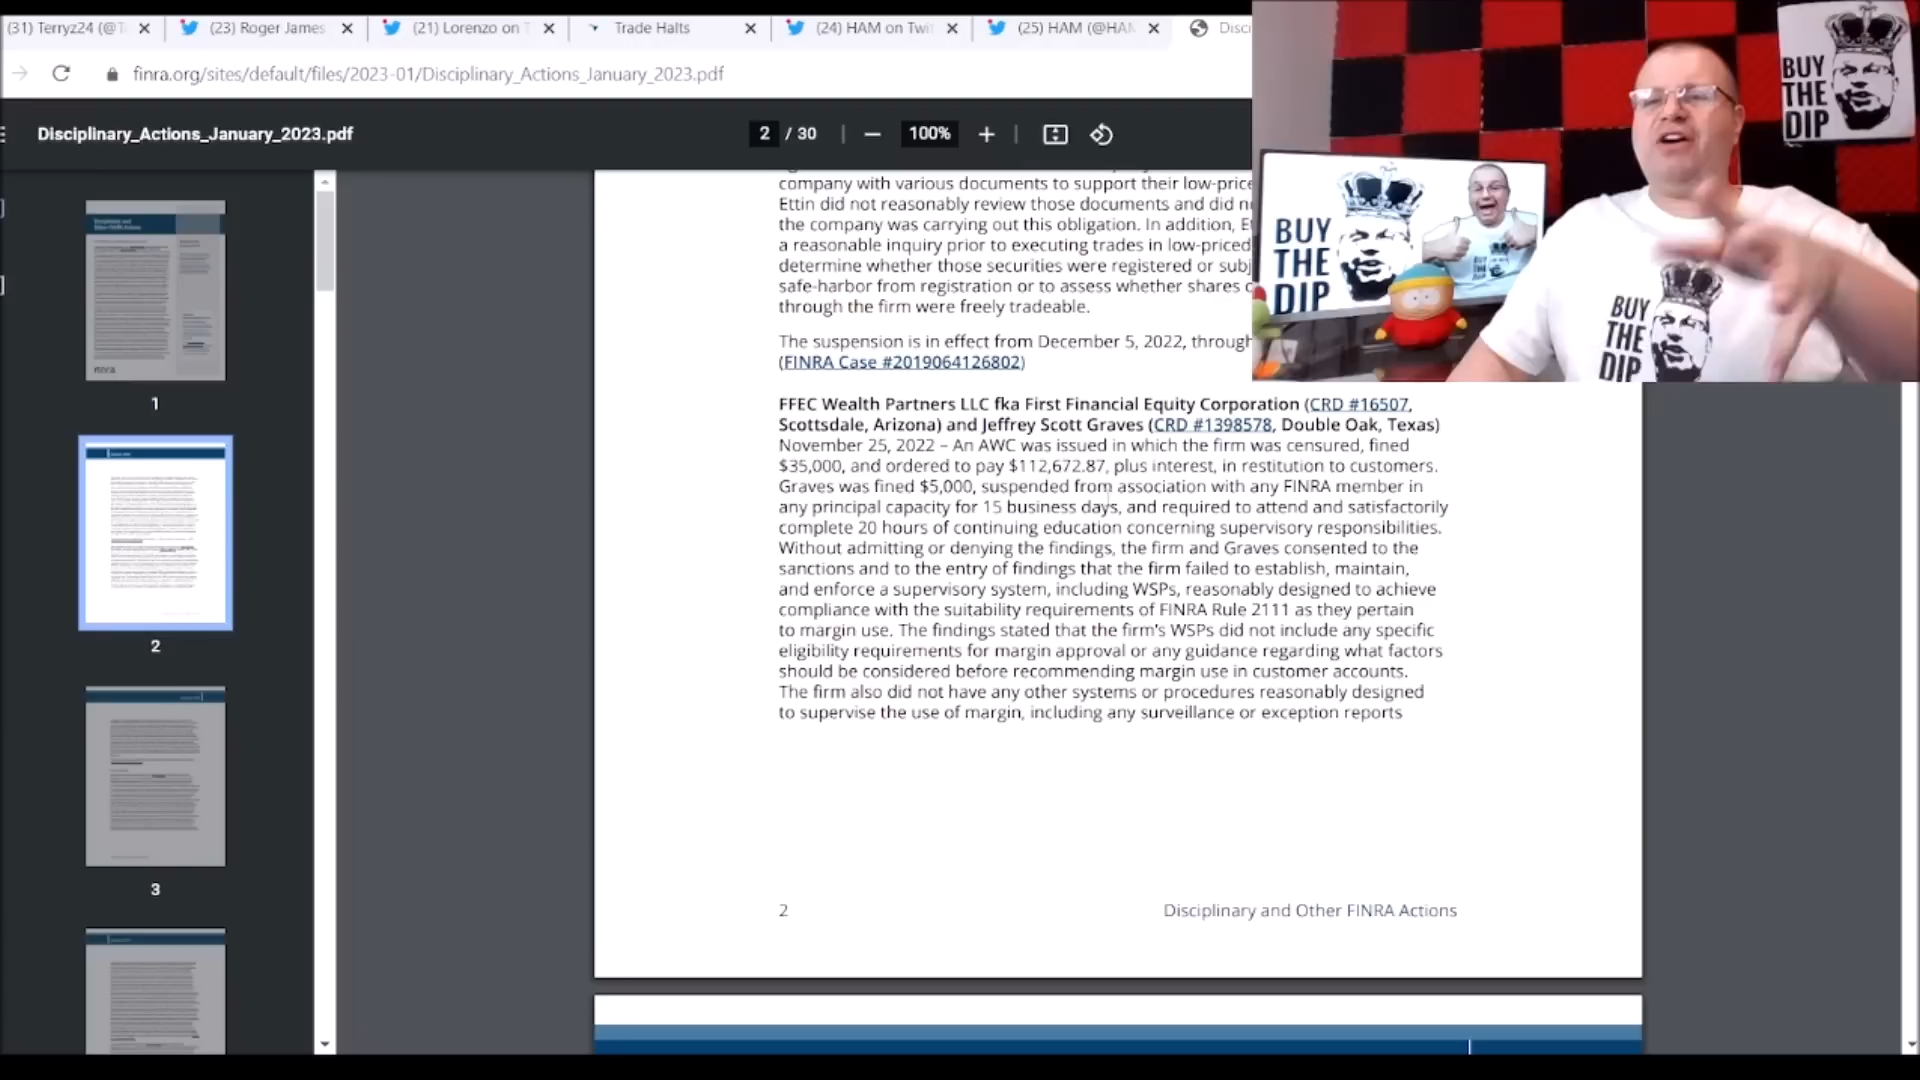 (31) Terryz24 (@T
(23) Roger James
(21) Lorenzo on T
Trade Halts
(24) HAM on Twit
(25) HAM (@HAM
Disci
finra.org/sites/default/files/2023-01/Disciplinary_Actions_January_2023.pdf
Disciplinary_Actions_January_2023.pdf
2 / 30
100%
company with various documents to support their low-price
Ettin did not reasonably review those documents and did n
the company was carrying out this obligation. In addition, Et
a reasonable inquiry prior to executing trades in low-priced
determine whether those securities were registered or subj
safe-harbor from registration or to assess whether shares
through the firm were freely tradeable.
The suspension is in effect from December 5, 2022, through
(FINRA Case #2019064126802)
FFEC Wealth Partners LLC fka First Financial Equity Corporation (CRD #16507,
Scottsdale, Arizona) and Jeffrey Scott Graves (CRD #1398578, Double Oak, Texas)
November 25, 2022 – An AWC was issued in which the firm was censured, fined
$35,000, and ordered to pay $112,672.87, plus interest, in restitution to customers.
Graves was fined $5,000, suspended from association with any FINRA member in
any principal capacity for 15 business days, and required to attend and satisfactorily
complete 20 hours of continuing education concerning supervisory responsibilities.
Without admitting or denying the findings, the firm and Graves consented to the
sanctions and to the entry of findings that the firm failed to establish, maintain,
and enforce a supervisory system, including WSPs, reasonably designed to achieve
compliance with the suitability requirements of FINRA Rule 2111 as they pertain
to margin use. The findings stated that the firm's WSPs did not include any specific
eligibility requirements for margin approval or any guidance regarding what factors
should be considered before recommending margin use in customer accounts.
The firm also did not have any other systems or procedures reasonably designed
to supervise the use of margin, including any surveillance or exception reports
2
Disciplinary and Other FINRA Actions
1
2
3
BUY
THE
DIP
BUY
THE
DIP
BUY
THE
DIP